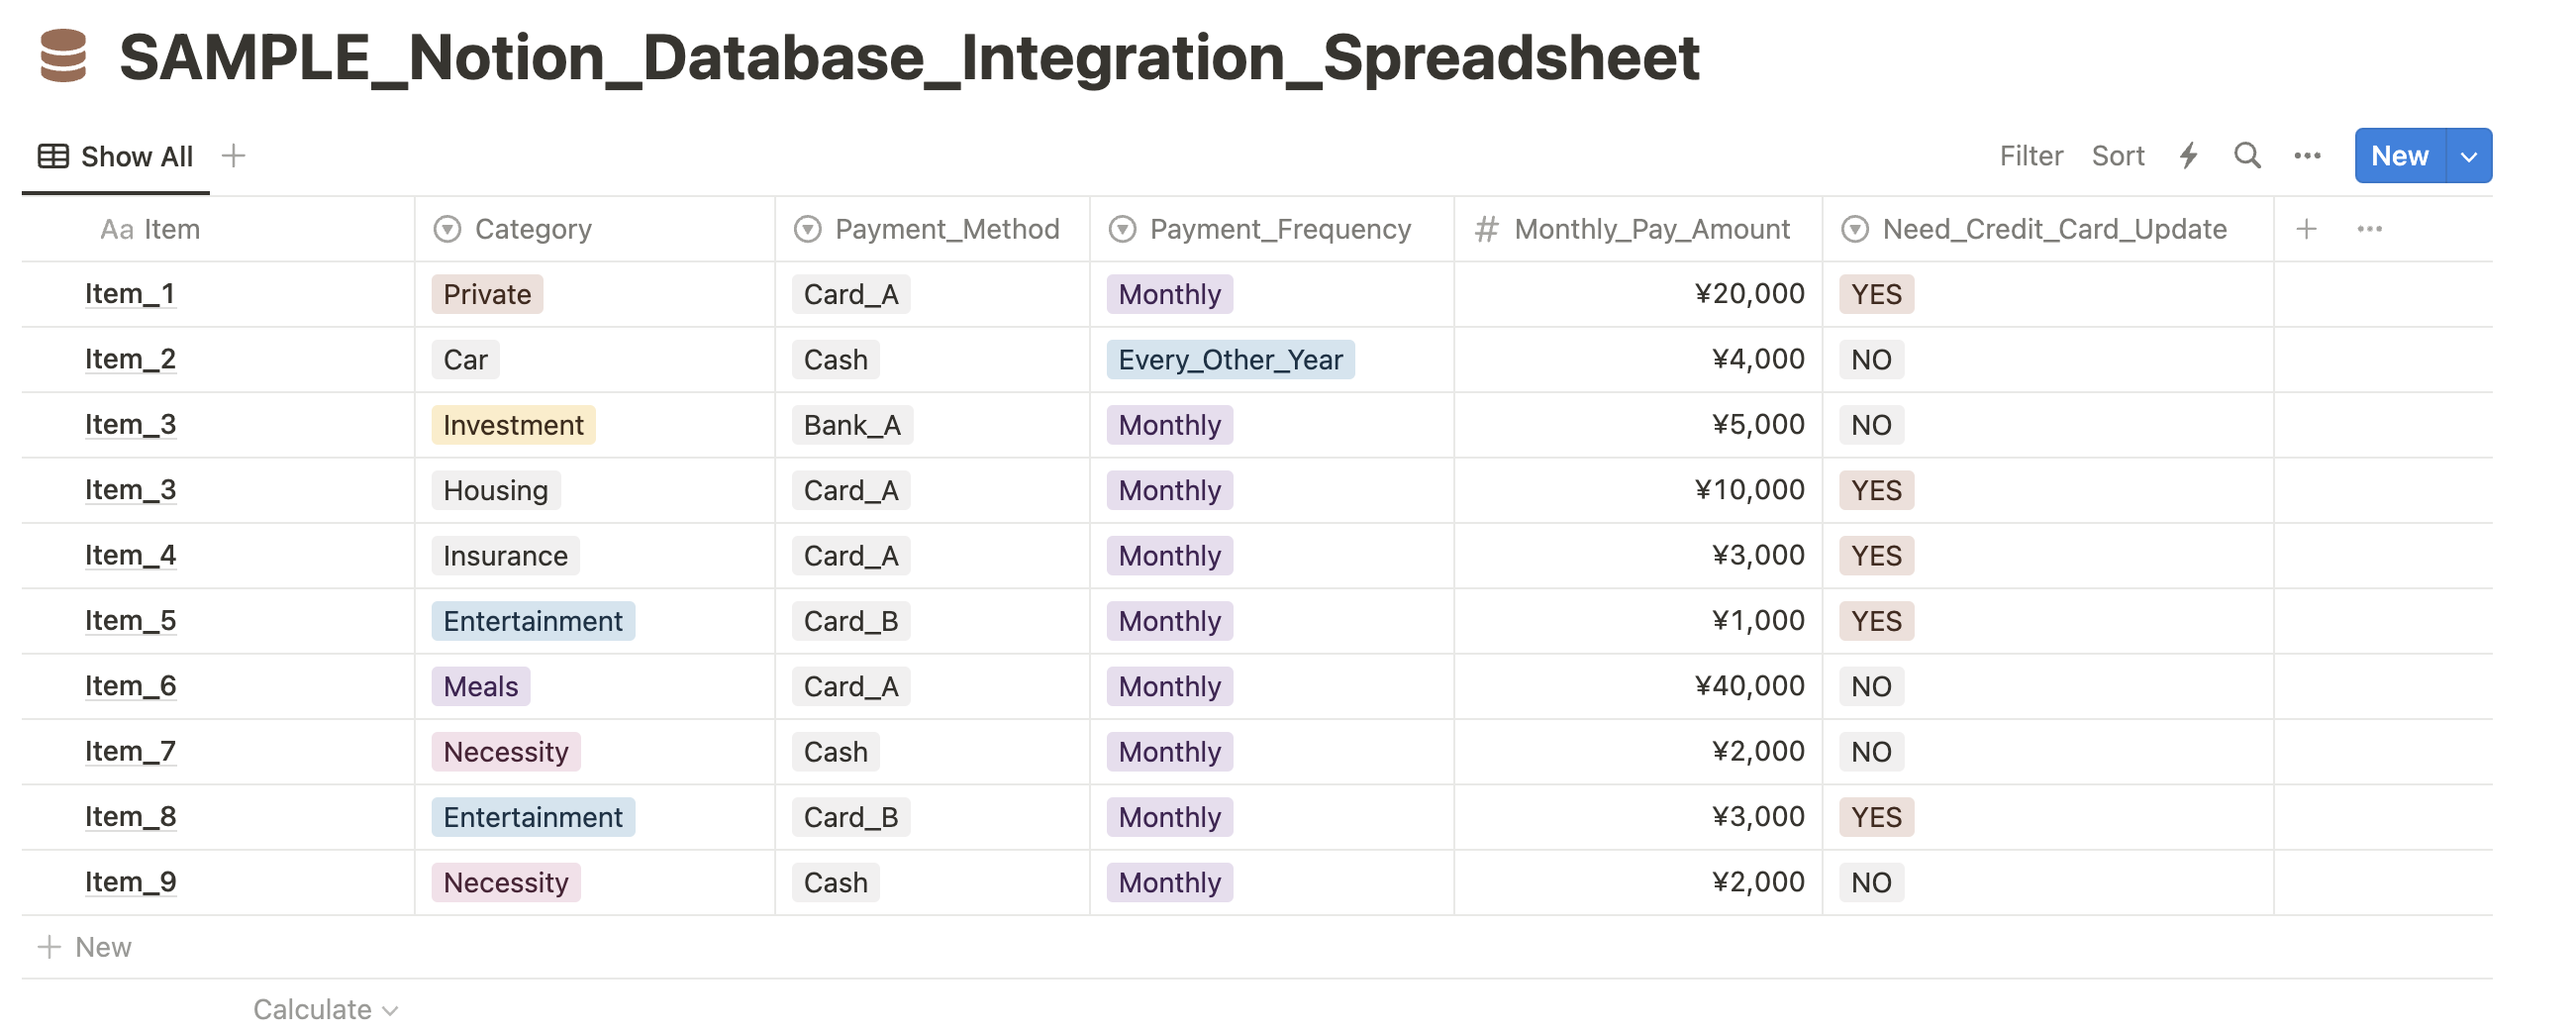 SAMPLE_Notion_Database_Integration_Spreadsheet
Show All Filter Sort New
Aa Item Category Payment_Method Payment_Frequency # Monthly_Pay_Amount Need_Credit_Card_Update
Item_1 Private Card_A Monthly ¥20,000 YES
Item_2 Car Cash Every_Other_Year ¥4,000 NO
Item_3 Investment Bank_A Monthly ¥5,000 NO
Item_3 Housing Card_A Monthly ¥10,000 YES
Item_4 Insurance Card_A Monthly ¥3,000 YES
Item_5 Entertainment Card_B Monthly ¥1,000 YES
Item_6 Meals Card_A Monthly ¥40,000 NO
Item_7 Necessity Cash Monthly ¥2,000 NO
Item_8 Entertainment Card_B Monthly ¥3,000 YES
Item_9 Necessity Cash Monthly ¥2,000 NO
New
Calculate